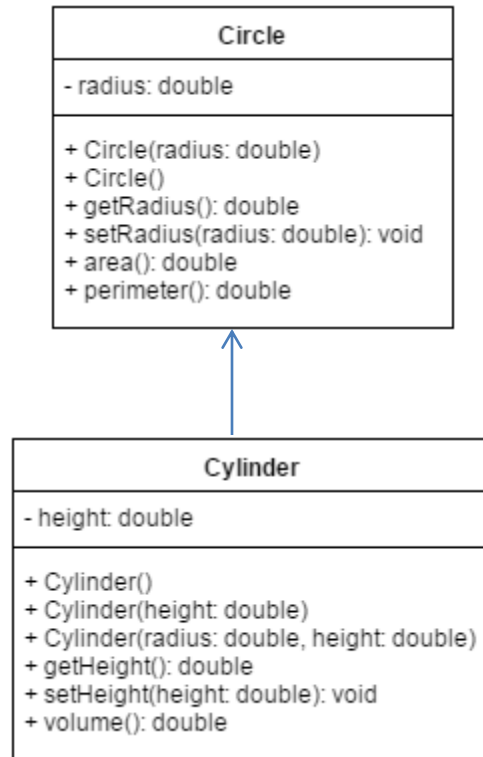 Circle
- radius: double
+ Circle(radius: double)
+ Circle()
+ getRadius(): double
+ setRadius(radius: double): void
+ area(): double
+ perimeter(): double
Cylinder
- height: double
+ Cylinder()
+ Cylinder(height: double)
+ Cylinder(radius: double, height: double)
+ getHeight(): double
+ setHeight(height: double): void
+ volume(): double